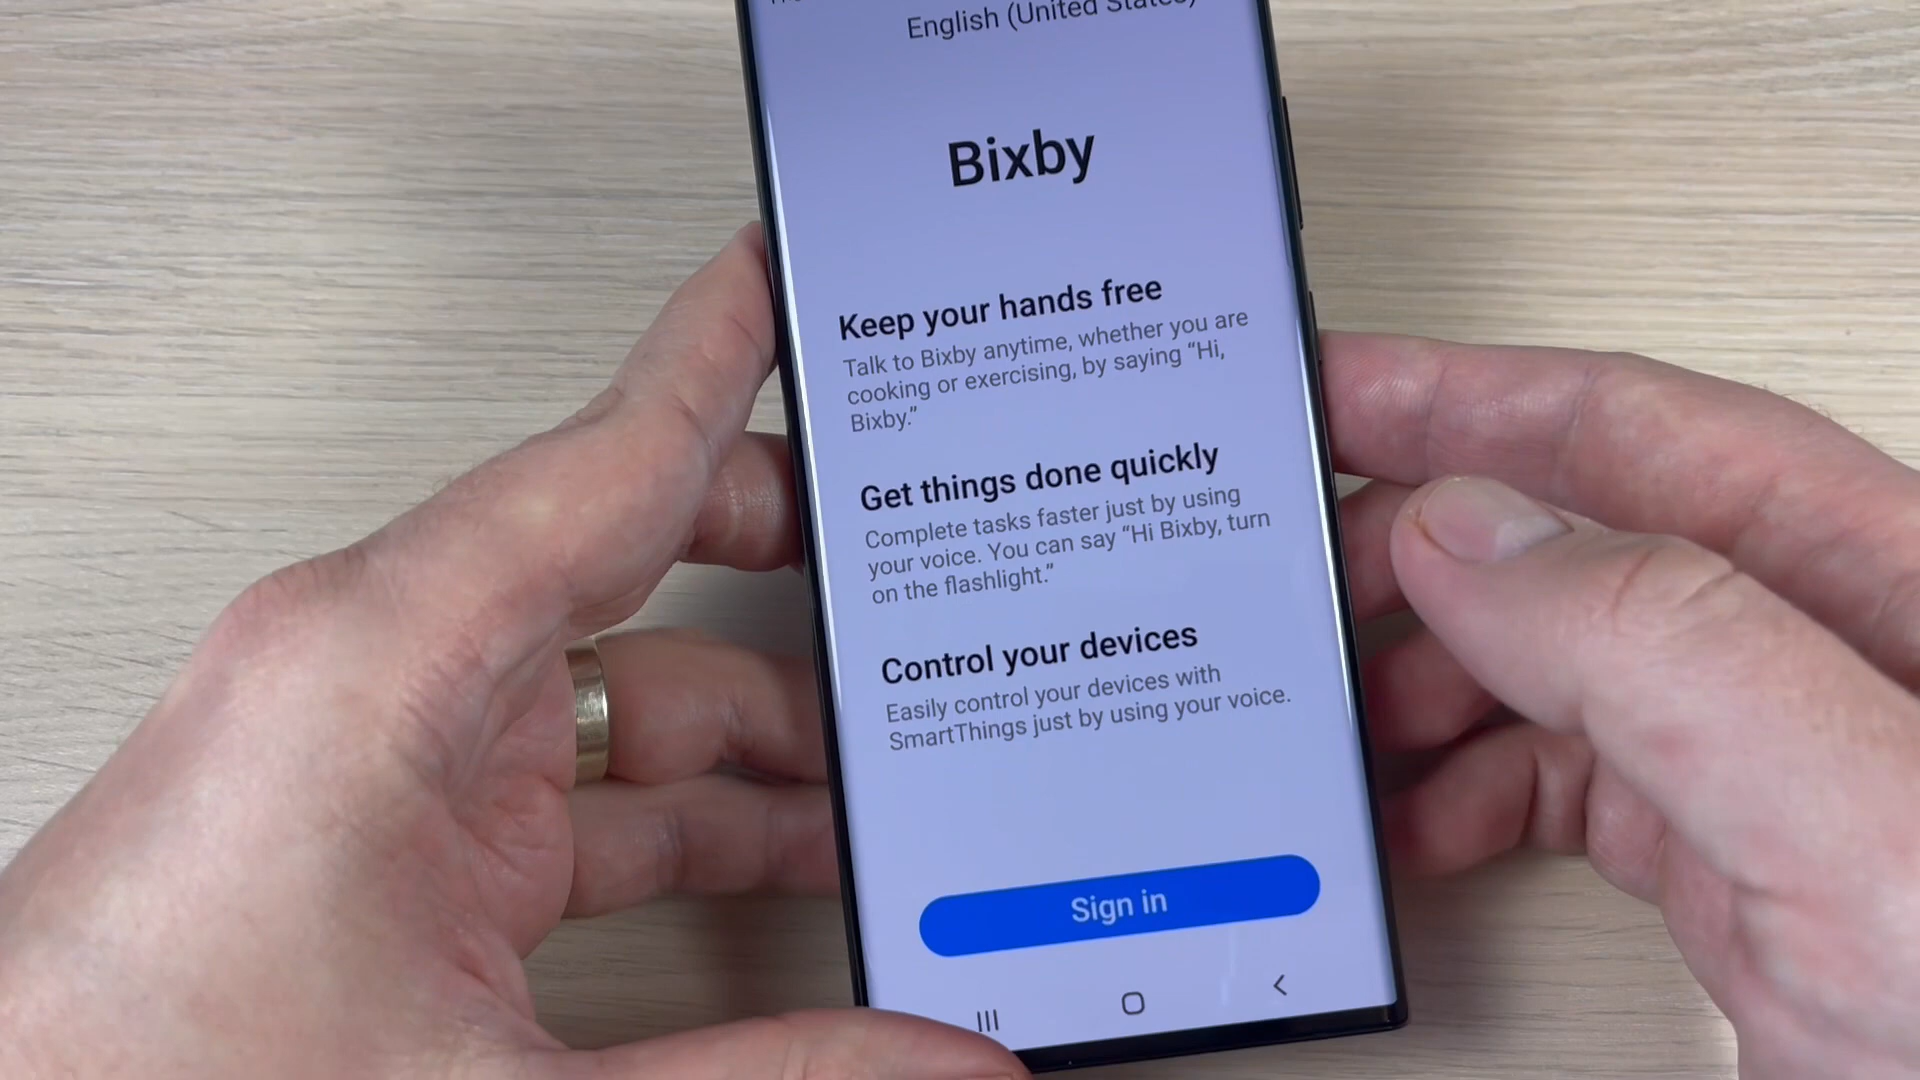 English (United States)
Bixby
Keep your hands free
Talk to Bixby anytime, whether you are
cooking or exercising, by saying “Hi,
Bixby.”
Get things done quickly
Complete tasks faster just by using
your voice. You can say “Hi Bixby, turn
on the flashlight.”
Control your devices
Easily control your devices with
SmartThings just by using your voice.
Sign in